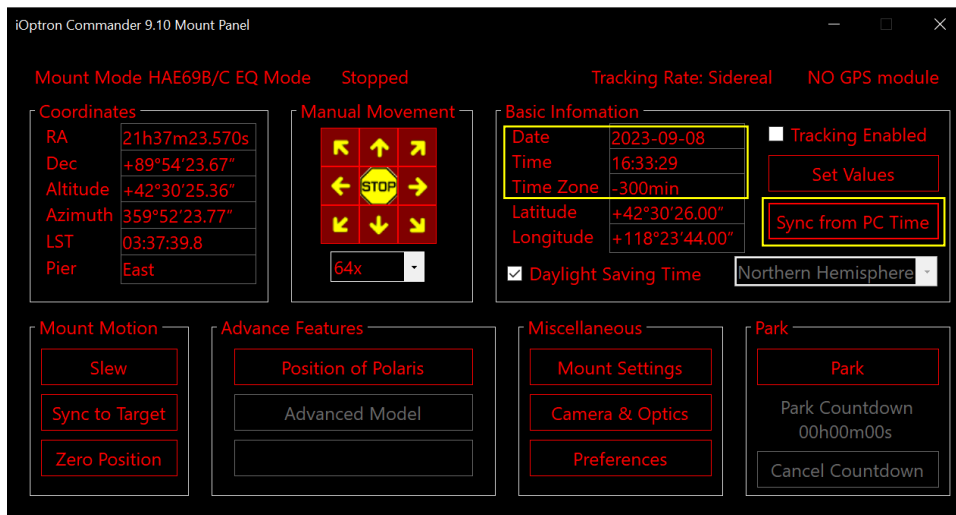 iOptron Commander 9.10 Mount Panel
Mount Mode HAE69B/C EQ Mode Stopped Tracking Rate: Sidereal NO GPS module
Coordinates
RA 21h37m23.570s
Dec +89°54'23.67"
Altitude +42°30'25.36"
Azimuth 359°52'23.77"
LST 03:37:39.8
Pier East
Manual Movement
STOP
64x
Basic Infomation
Date 2023-09-08
Time 16:33:29
Time Zone -300min
Latitude +42°30'26.00"
Longitude +118°23'44.00"
Tracking Enabled
Set Values
Sync from PC Time
Daylight Saving Time
Northern Hemisphere
Mount Motion
Slew
Sync to Target
Zero Position
Advance Features
Position of Polaris
Advanced Model
Miscellaneous
Mount Settings
Camera & Optics
Preferences
Park
Park
Park Countdown
00h00m00s
Cancel Countdown